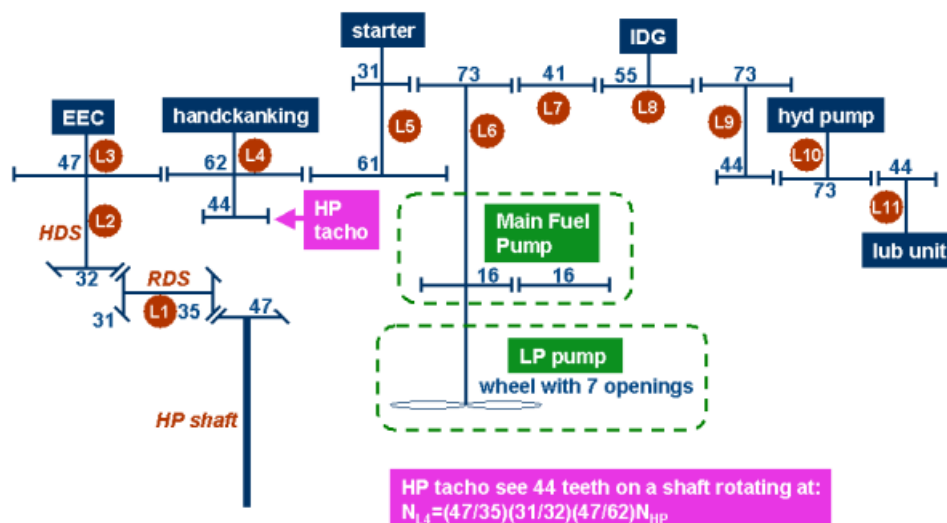 starter
IDG
31
73
41
55
73
EEC
handckanking
L5
L6
L7
L8
L9
hyd pump
47
L3
62
L4
61
44
L10
73
44
L11
lub unit
HDS
L2
44
HP
tacho
Main Fuel
Pump
32
RDS
31
L1
35
47
16
16
LP pump
wheel with 7 openings
HP shaft
HP tacho see 44 teeth on a shaft rotating at:
N_L4=(47/35)(31/32)(47/62)N_HP